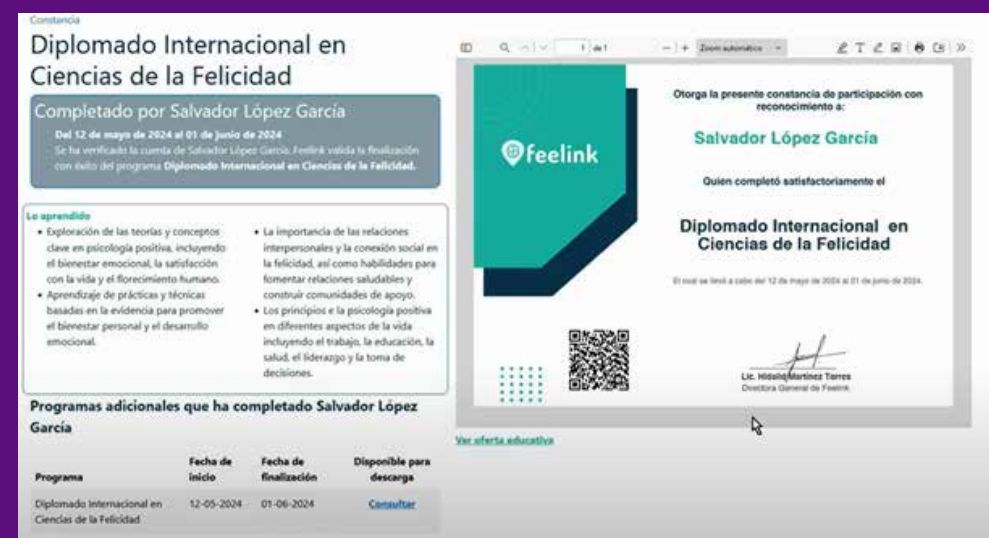 Constancia
Diplomado Internacional en
Ciencias de la Felicidad
Completado por Salvador López García
Del 12 de mayo de 2024 al 01 de junio de 2024
Se ha verificado la cuenta de Salvador López García. Feelink valida la finalización
con éxito del programa Diplomado Internacional en Ciencias de la Felicidad.
Lo aprendido
• Exploración de las teorías y conceptos
clave en psicología positiva, incluyendo
el bienestar emocional, la satisfacción
con la vida y el florecimiento humano.
• Aprendizaje de prácticas y técnicas
basadas en la evidencia para promover
el bienestar personal y el desarrollo
emocional.
• La importancia de las relaciones
interpersonales y la conexión social en
la felicidad, así como habilidades para
fomentar relaciones saludables y
construir comunidades de apoyo.
• Los principios e la psicología positiva
en diferentes aspectos de la vida
incluyendo el trabajo, la educación, la
salud, el liderazgo y la toma de
decisiones.
Programas adicionales que ha completado Salvador López
García
Programa Fecha de inicio Fecha de finalización Disponible para descarga
Diplomado Internacional en Ciencias de la Felicidad 12-05-2024 01-06-2024 Consultar
1 de 1 Zoom automático
feelink
Otorga la presente constancia de participación con
reconocimiento a:
Salvador López García
Quien completó satisfactoriamente el
Diplomado Internacional en
Ciencias de la Felicidad
El cual se llevó a cabo del 12 de mayo de 2024 al 01 de junio de 2024.
Lic. Martínez Torres
Directora General de Feelink
Ver oferta educativa